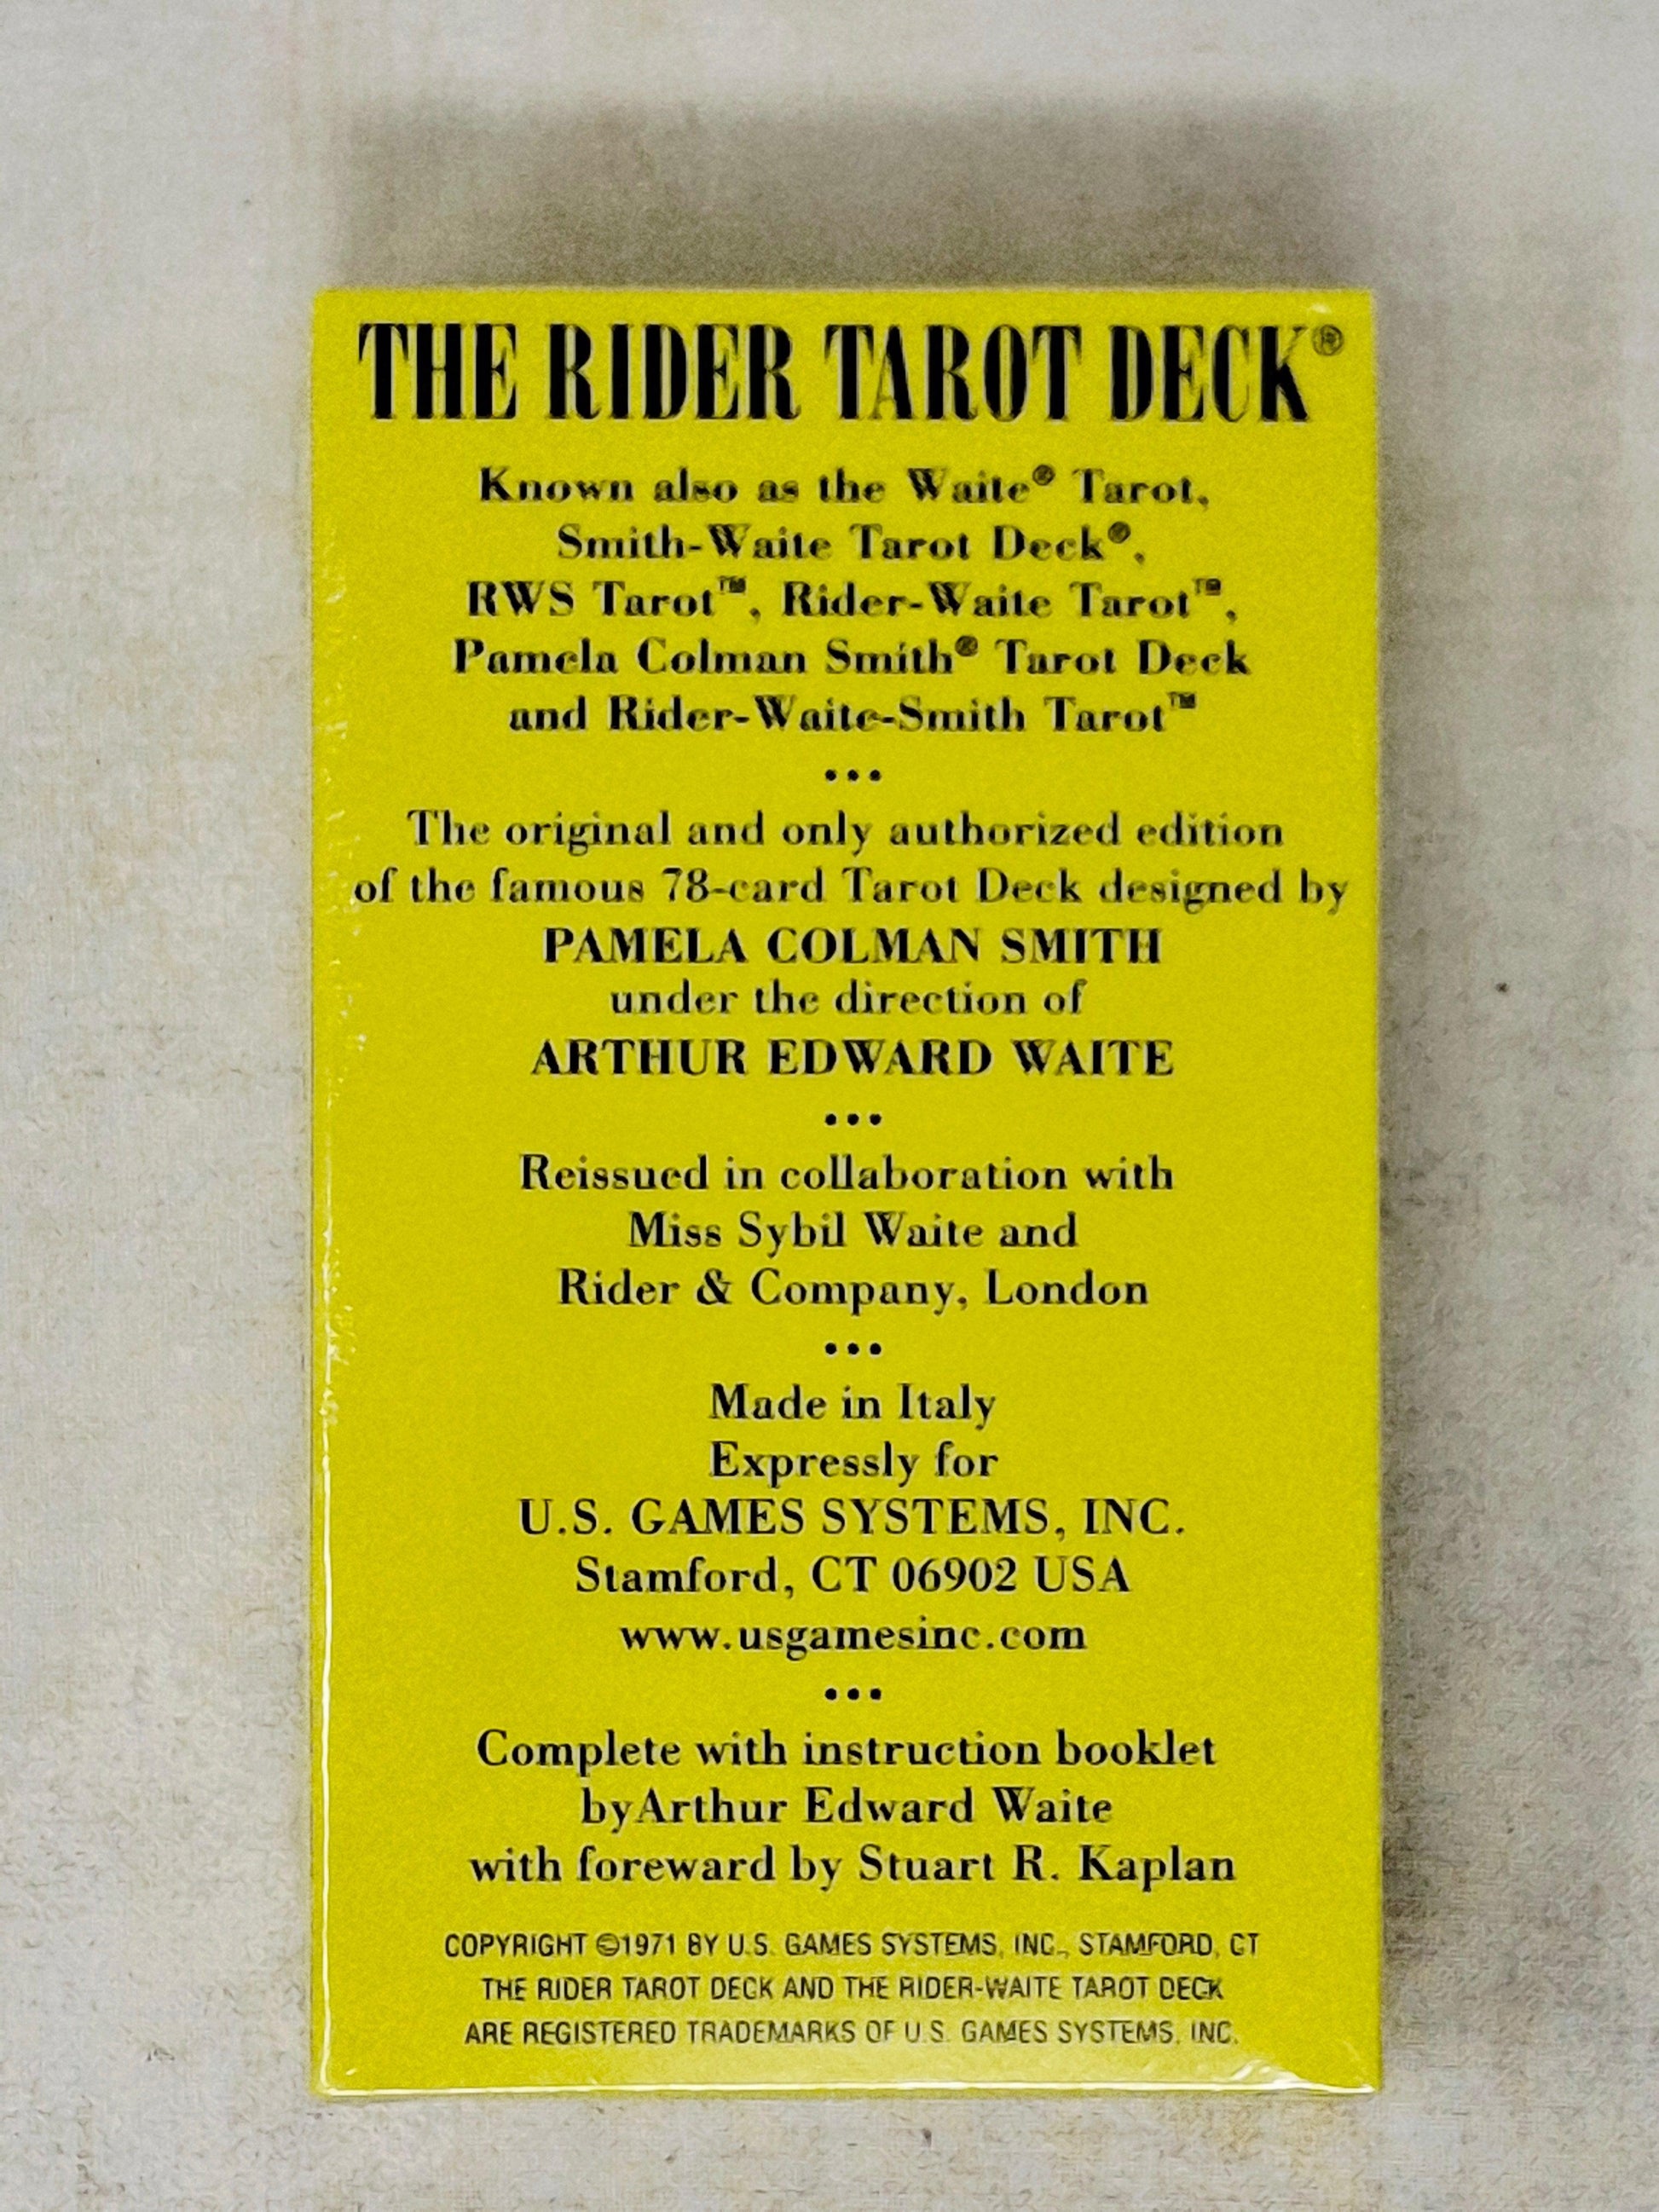 THE RIDER TAROT DECK®
Known also as the Waite® Tarot,
Smith-Waite Tarot Deck®,
RWS Tarot™, Rider-Waite Tarot™,
Pamela Colman Smith® Tarot Deck
and Rider-Waite-Smith Tarot™
•••
The original and only authorized edition
of the famous 78-card Tarot Deck designed by
PAMELA COLMAN SMITH
under the direction of
ARTHUR EDWARD WAITE
•••
Reissued in collaboration with
Miss Sybil Waite and
Rider & Company, London
•••
Made in Italy
Expressly for
U.S. GAMES SYSTEMS, INC.
Stamford, CT 06902 USA
www.usgamesinc.com
•••
Complete with instruction booklet
byArthur Edward Waite
with foreward by Stuart R. Kaplan
COPYRIGHT ©1971 BY U.S. GAMES SYSTEMS, INC., STAMFORD, CT
THE RIDER TAROT DECK AND THE RIDER-WAITE TAROT DECK
ARE REGISTERED TRADEMARKS OF U.S. GAMES SYSTEMS, INC.